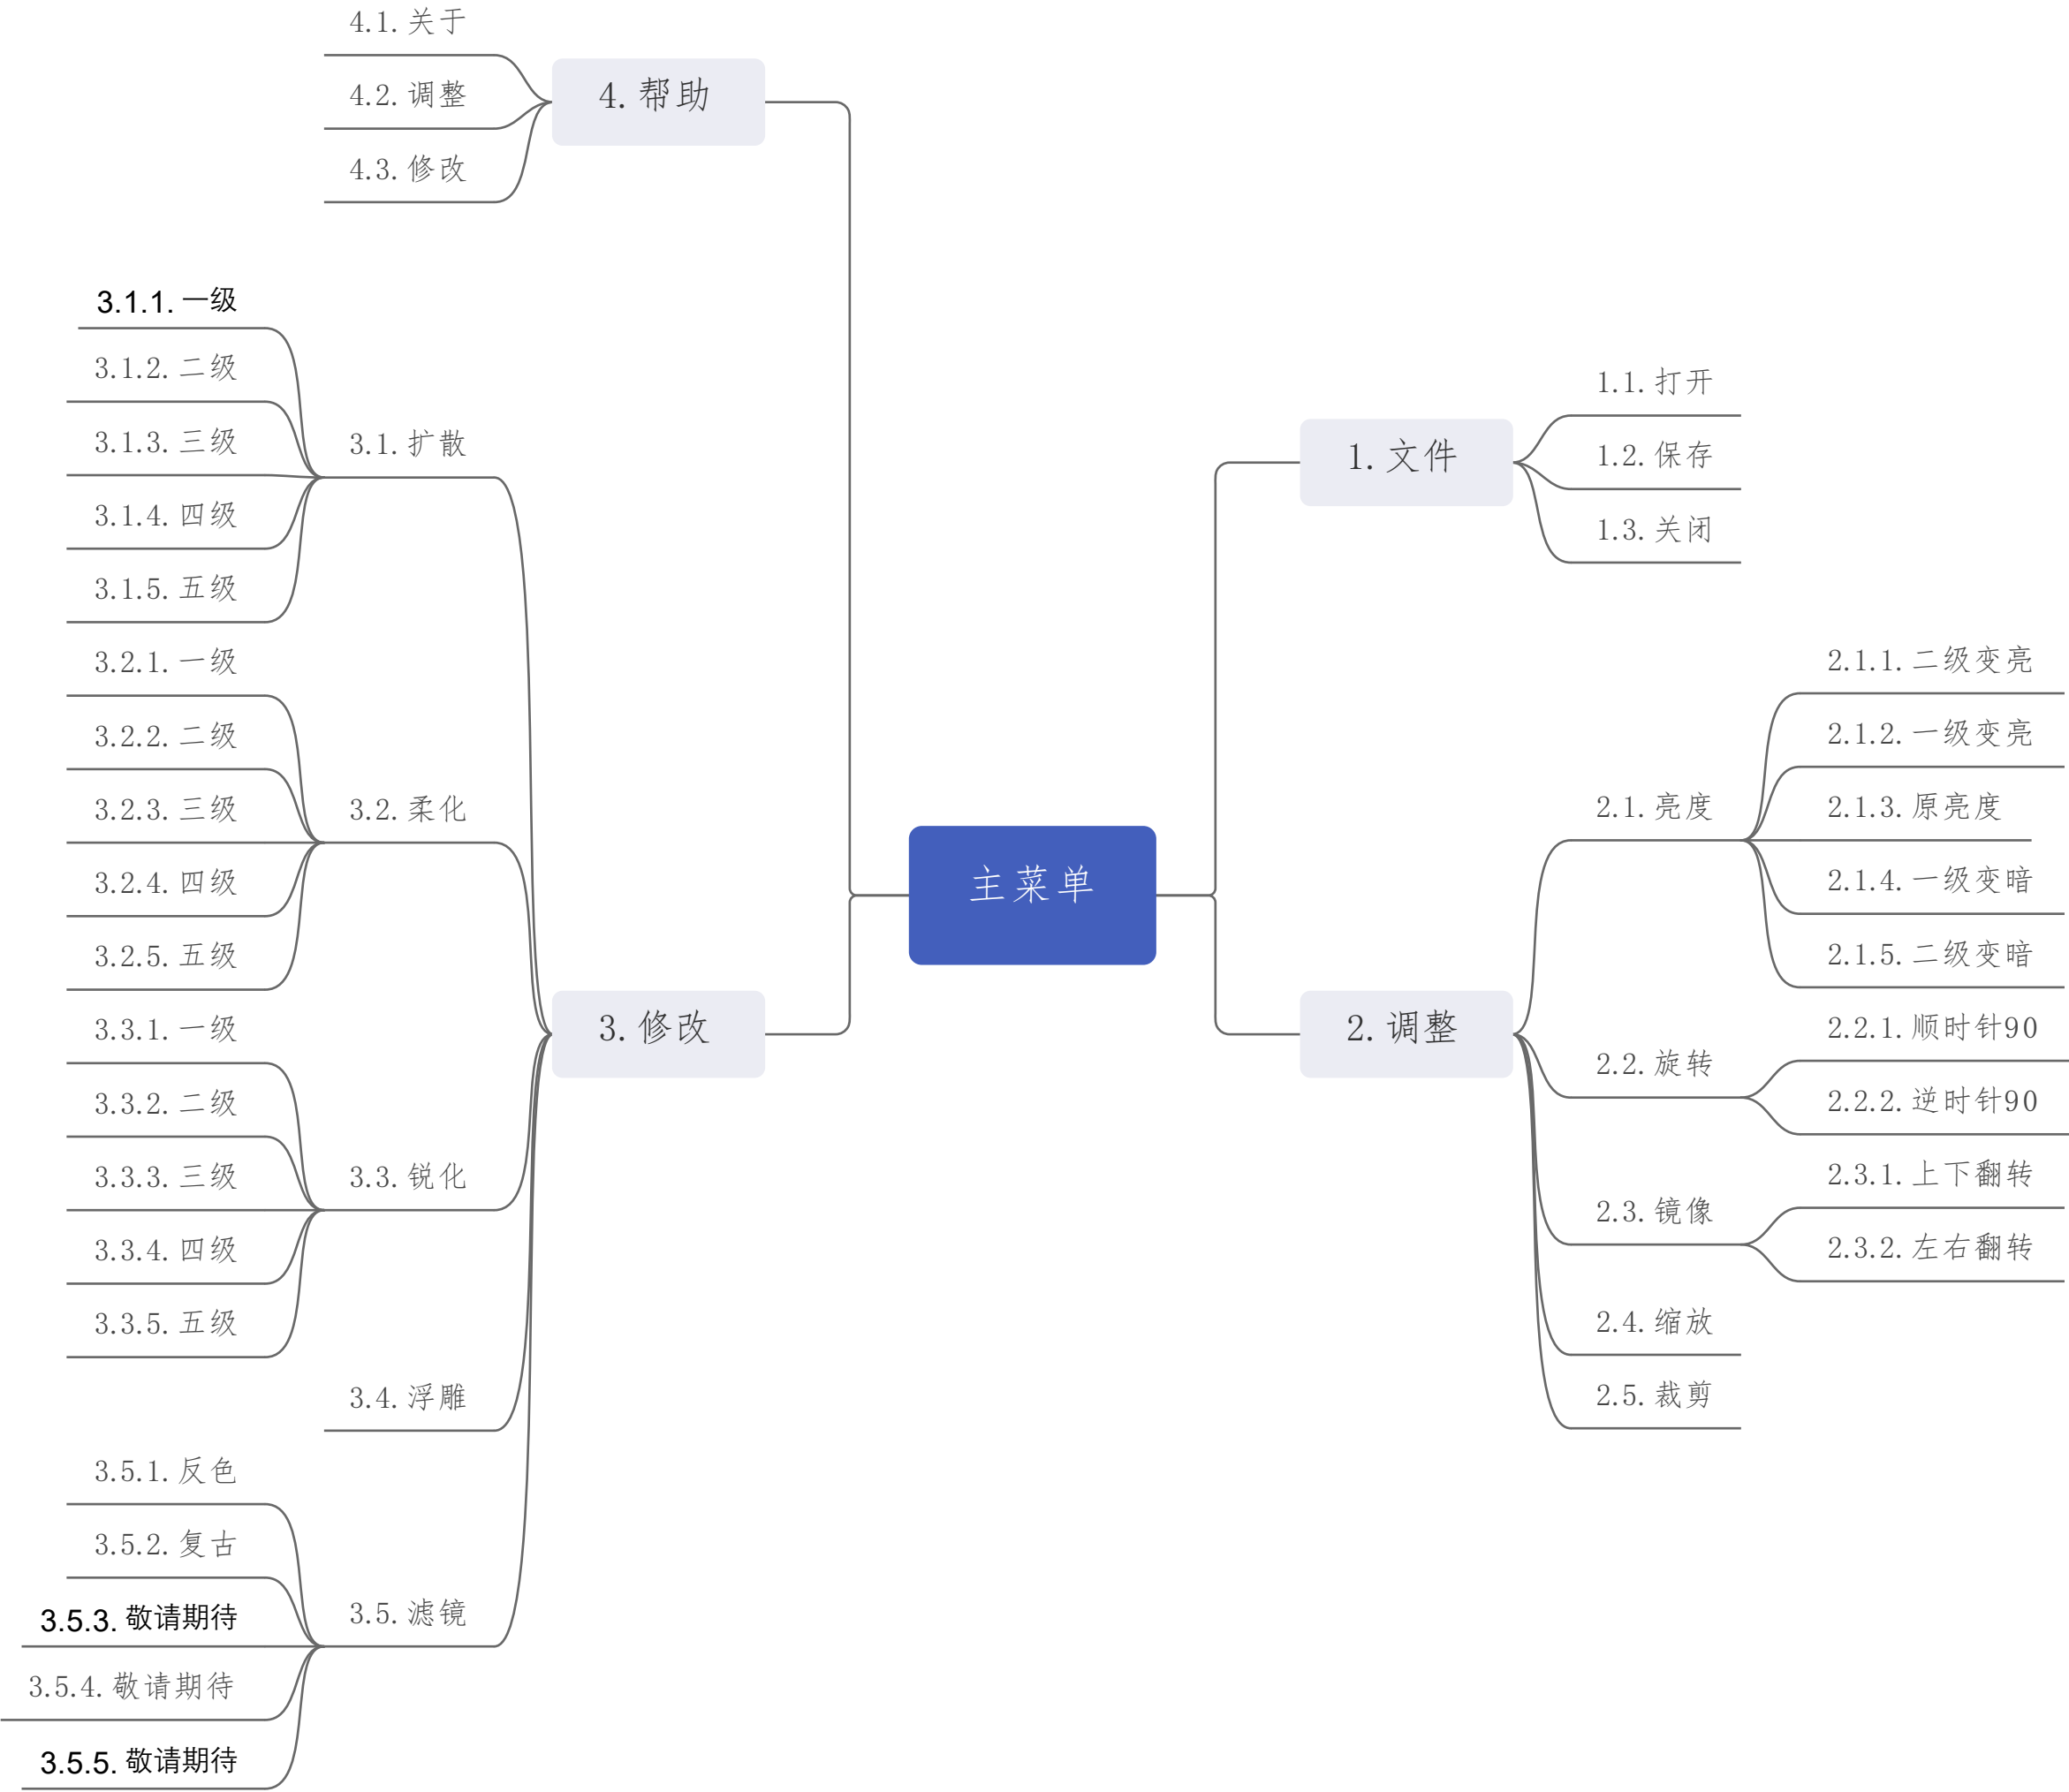 主菜单
1.文件
1.1.打开
1.2.保存
1.3.关闭
2.调整
2.1.亮度
2.1.1.二级变亮
2.1.2.一级变亮
2.1.3.原亮度
2.1.4.一级变暗
2.1.5.二级变暗
2.2.旋转
2.2.1.顺时针90
2.2.2.逆时针90
2.3.镜像
2.3.1.上下翻转
2.3.2.左右翻转
2.4.缩放
2.5.裁剪
3.修改
3.1.扩散
3.1.1.一级
3.1.2.二级
3.1.3.三级
3.1.4.四级
3.1.5.五级
3.2.柔化
3.2.1.一级
3.2.2.二级
3.2.3.三级
3.2.4.四级
3.2.5.五级
3.3.锐化
3.3.1.一级
3.3.2.二级
3.3.3.三级
3.3.4.四级
3.3.5.五级
3.4.浮雕
3.5.滤镜
3.5.1.反色
3.5.2.复古
3.5.3.敬请期待
3.5.4.敬请期待
3.5.5.敬请期待
4.帮助
4.1.关于
4.2.调整
4.3.修改